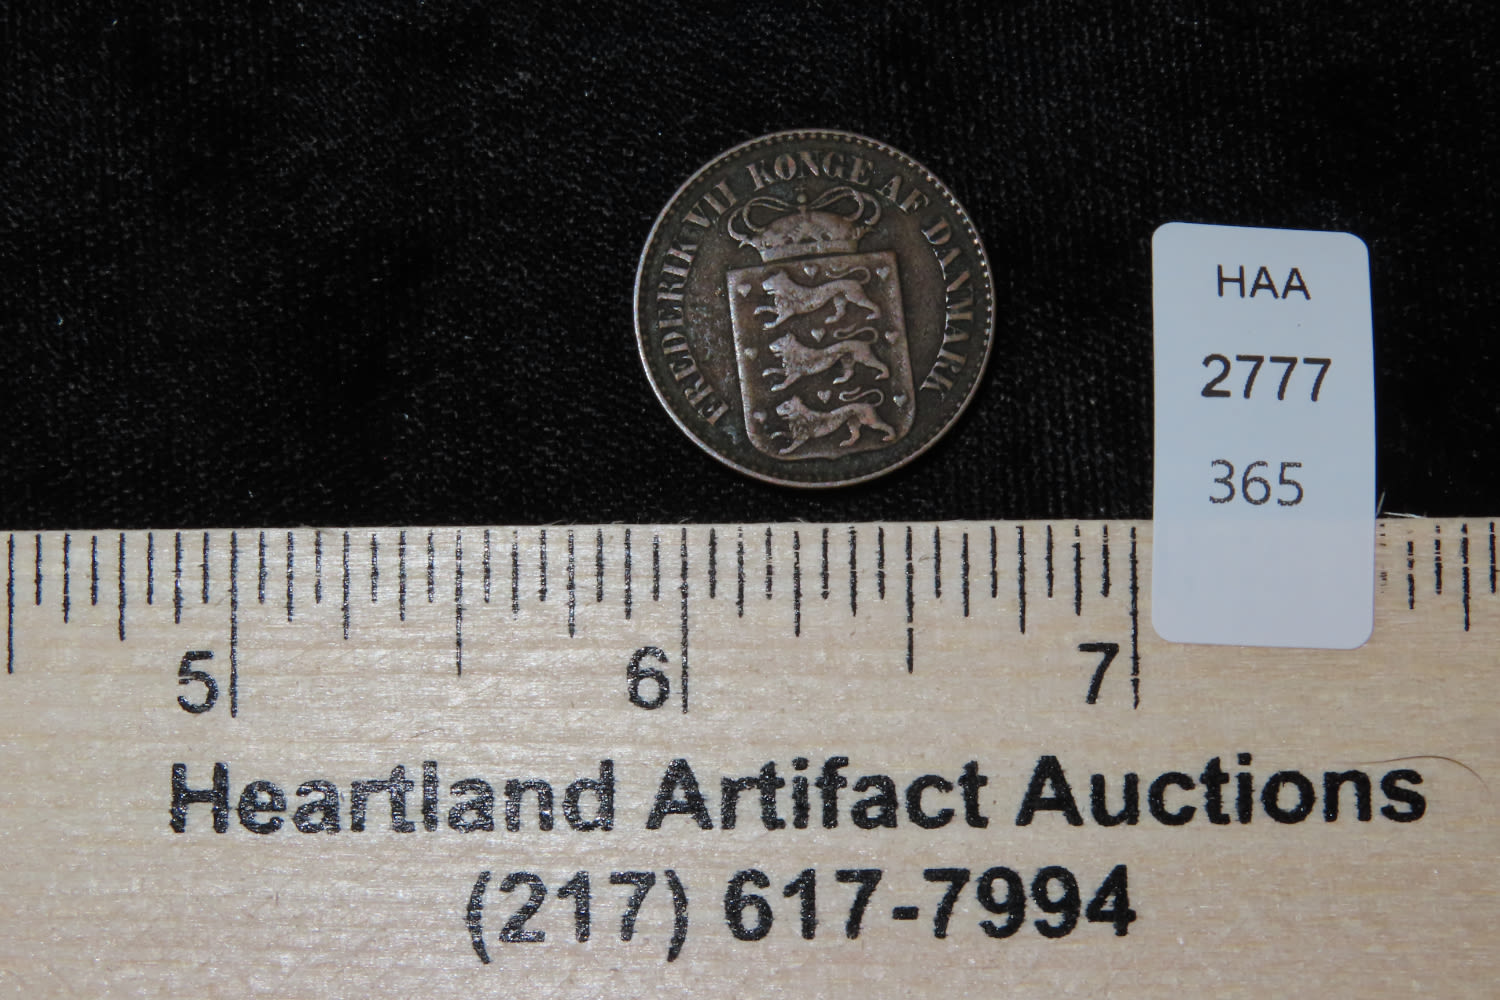 FREDERIK VII KONGE AF DANMARK
HAA
2777
365
5 6 7
Heartland Artifact Auctions
(217) 617-7994